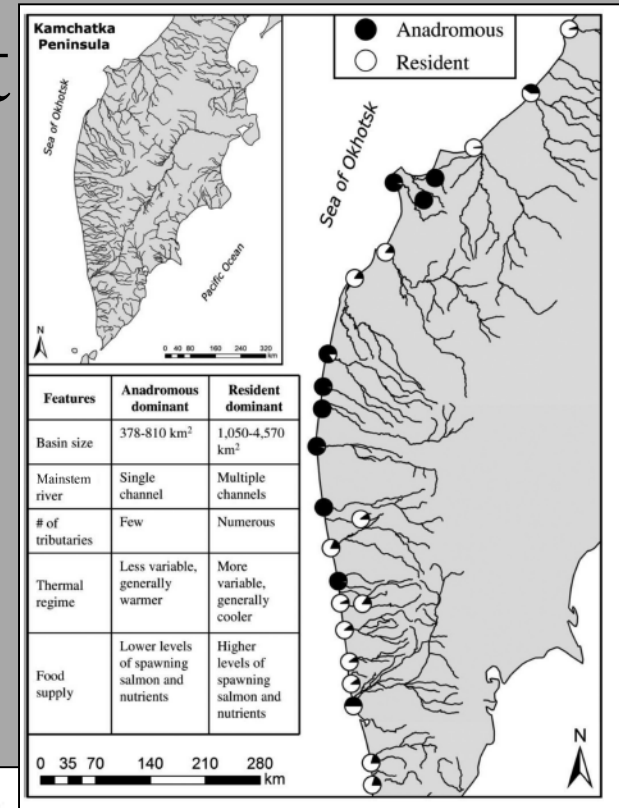 t
Kamchatka
Peninsula
Sea of Okhotsk
Pacific Ocean
N
0 40 80 160 240 320
km
Anadromous
Resident
Sea of Okhotsk
Features
Anadromous
dominant
Resident
dominant
Basin size
378-810 km²
1,050-4,570
km²
Mainstem
river
Single
channel
Multiple
channels
# of
tributaries
Few
Numerous
Thermal
regime
Less variable,
generally
warmer
More
variable,
generally
cooler
Food
supply
Lower levels
of spawning
salmon and
nutrients
Higher
levels of
spawning
salmon and
nutrients
0 35 70 140 210 280
km
N